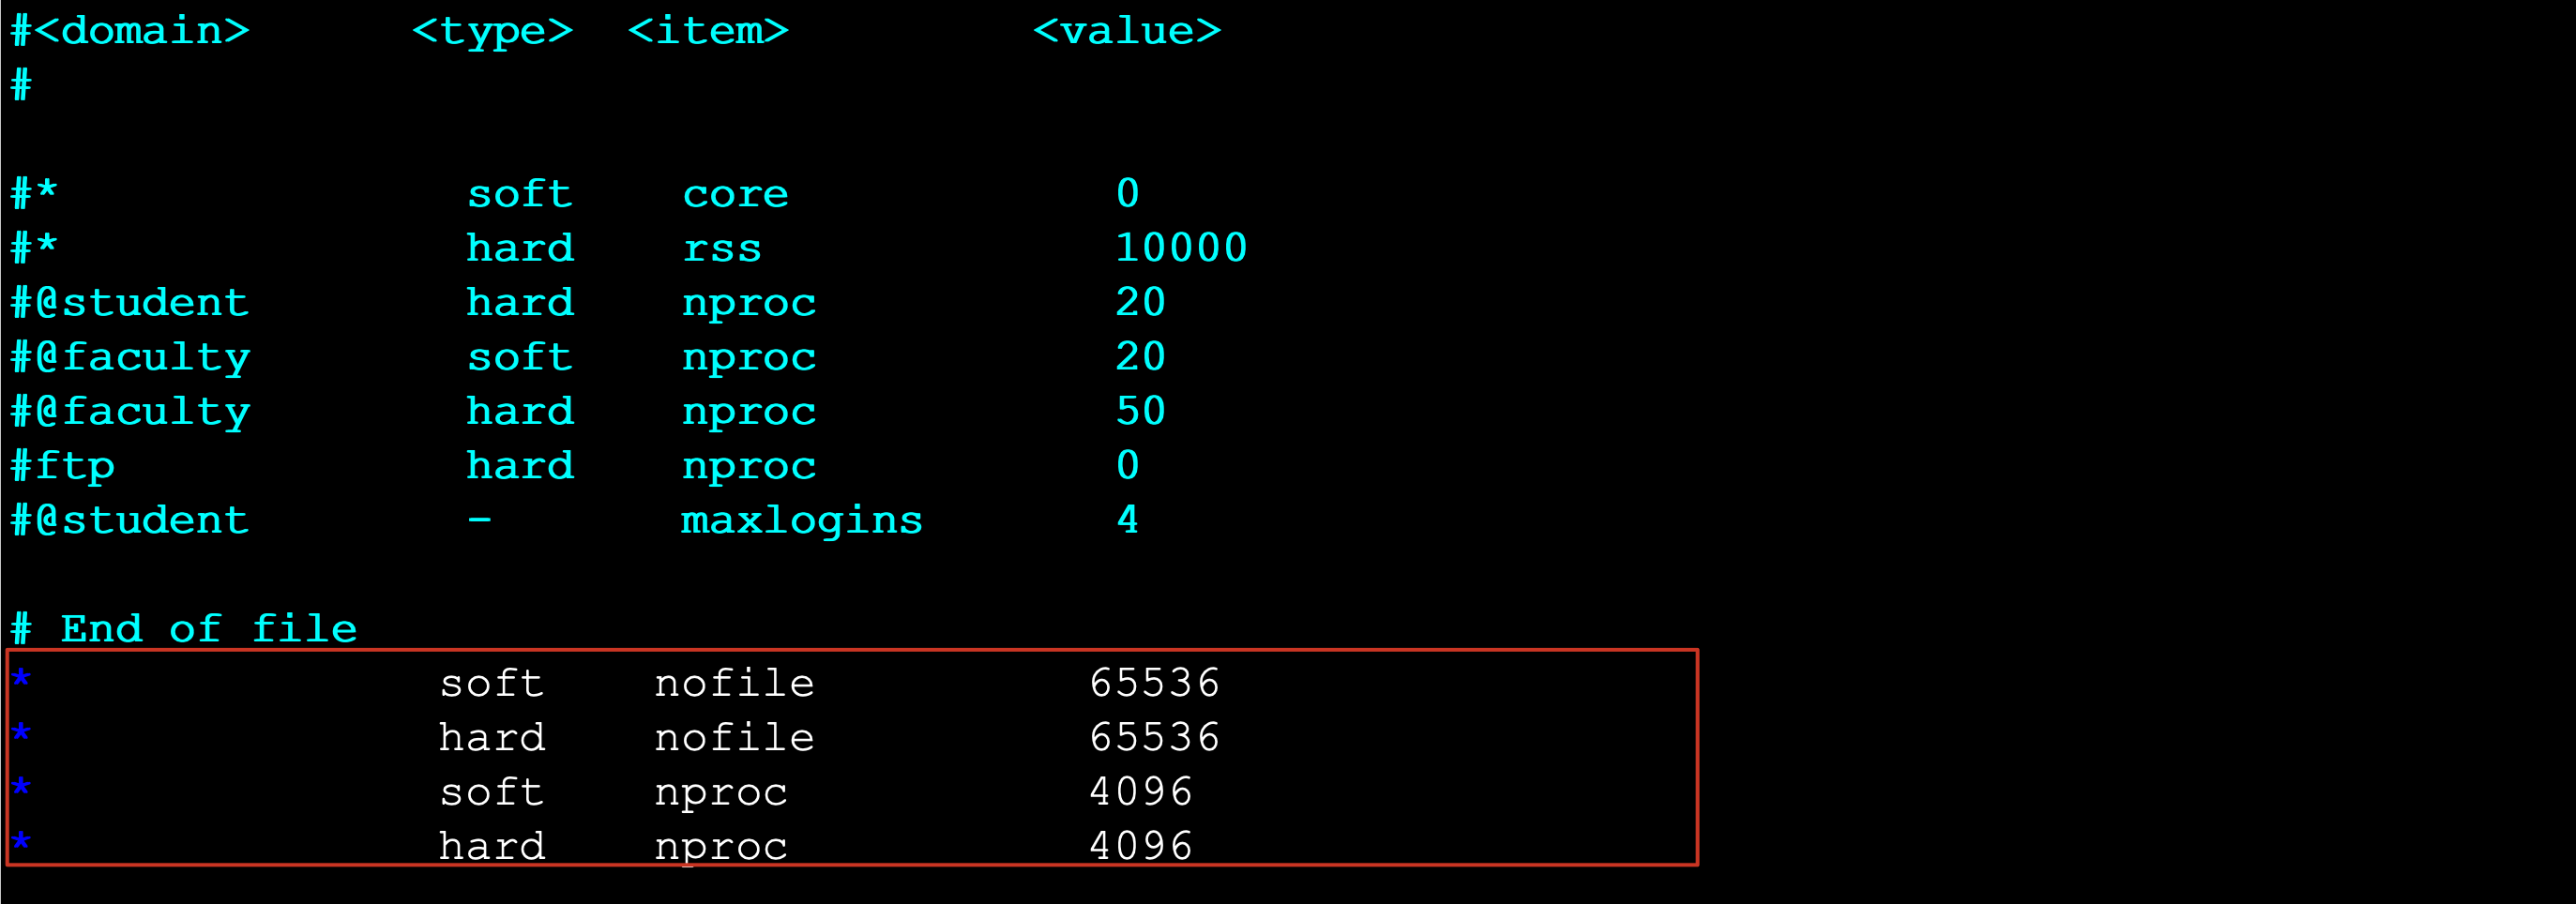 #<domain>      <type>  <item>         <value>
#
#*               soft    core            0
#*               hard    rss             10000
#@student        hard    nproc           20
#@faculty        soft    nproc           20
#@faculty        hard    nproc           50
#ftp             hard    nproc           0
#@student        -       maxlogins       4
# End of file
*               soft    nofile          65536
*               hard    nofile          65536
*               soft    nproc           4096
*               hard    nproc           4096